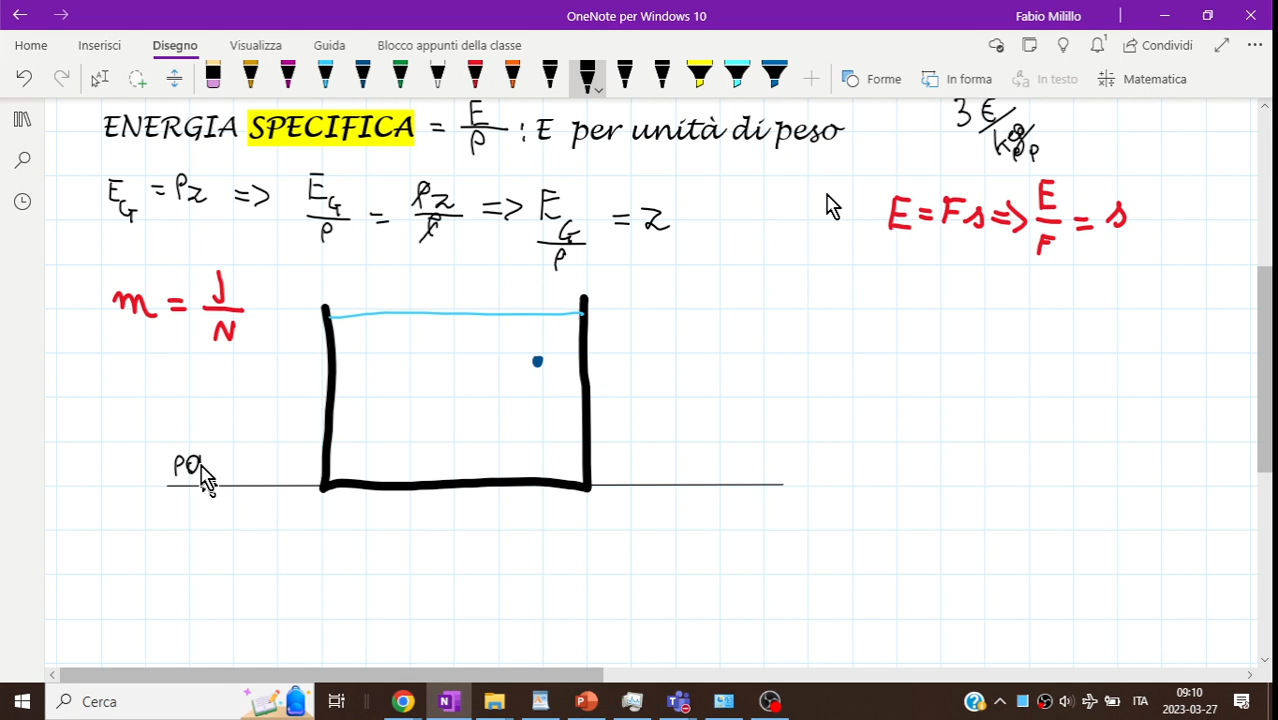 OneNote per Windows 10
Fabio Milillo
Home Inserisci Disegno Visualizza Guida Blocco appunti della classe
Condividi
Forme In forma In testo Matematica
ENERGIA SPECIFICA = E/P : E per unità di peso
3 €/kgp
E_G = Pz => E_G/P = Pz/P => E_G/P = z
E = Fs => E/F = s
m = J/N
Cerca
ITA
09:10
2023-03-27